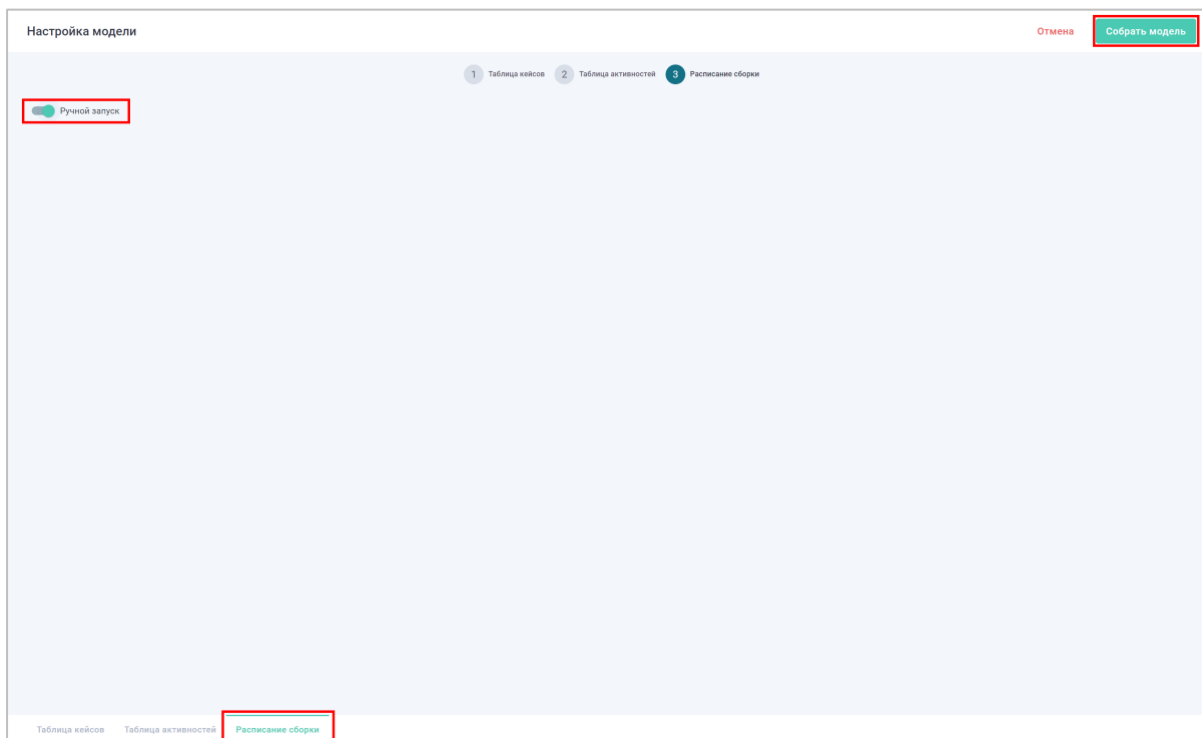 Настройка модели Отмена Собрать модель
1 Таблица кейсов 2 Таблица активностей 3 Расписание сборки
Ручной запуск
Таблица кейсов Таблица активностей Расписание сборки